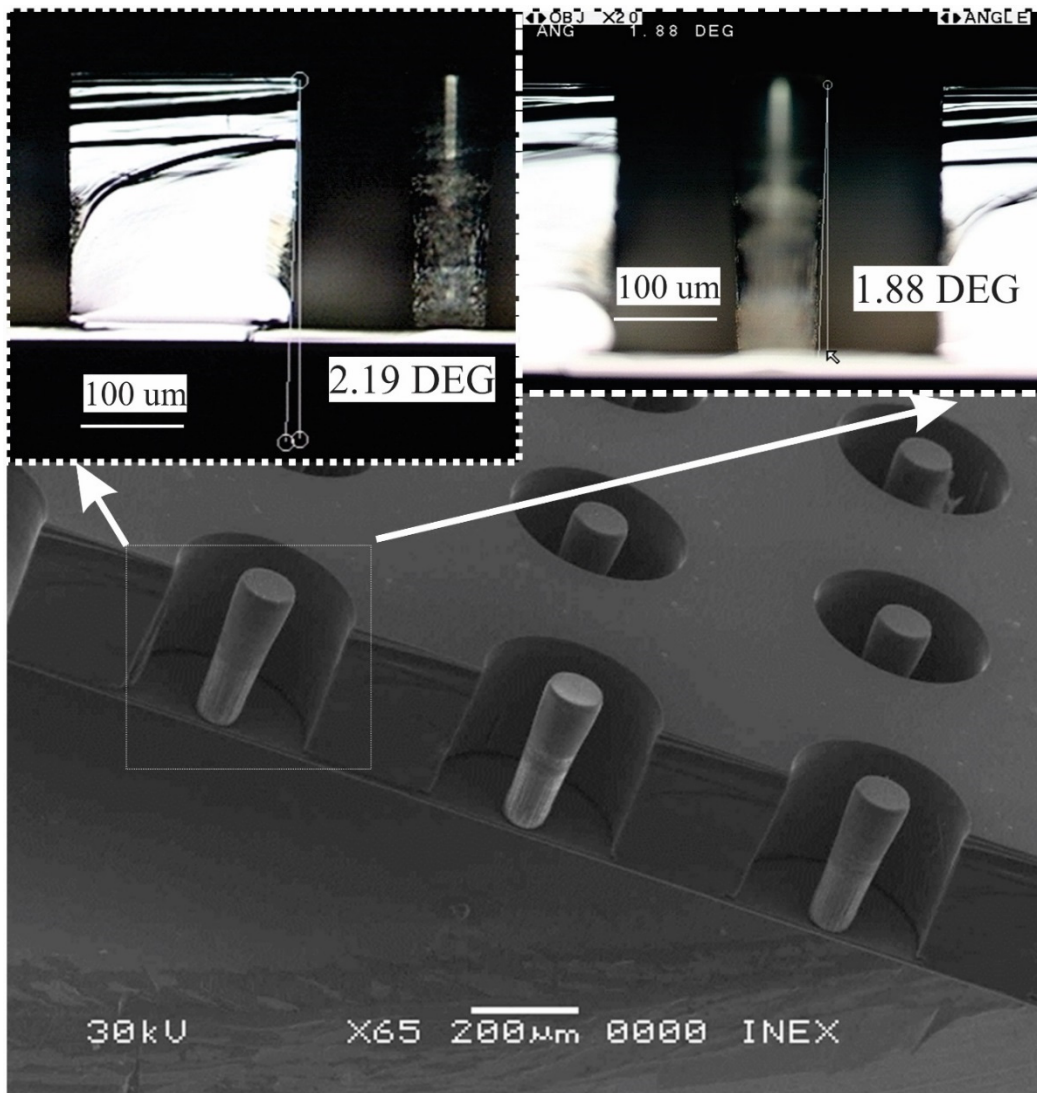 ◂▸OBJ X20
◂▸ANGLE
ANG 1.88 DEG
100 um
2.19 DEG
100 um
1.88 DEG
30kV X65 200μm 0000 INEX